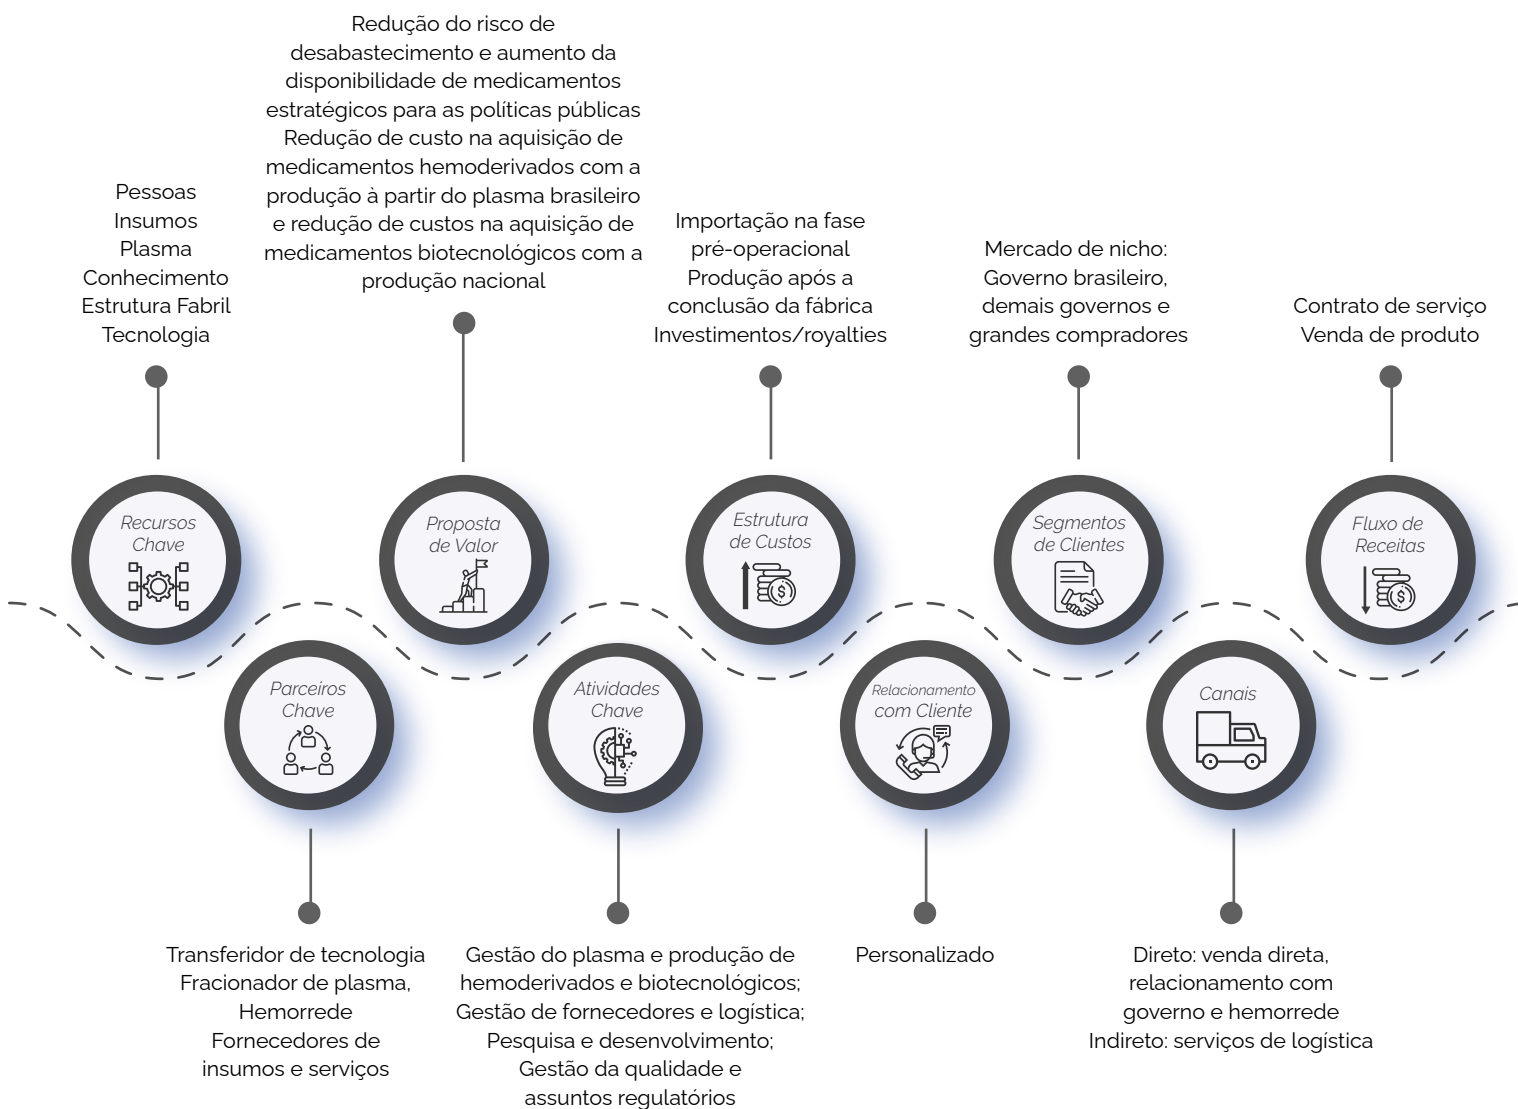 Pessoas
Insumos
Plasma
Conhecimento
Estrutura Fabril
Tecnologia
Recursos
Chave
Transferidor de tecnologia
Fracionador de plasma,
Hemorrede
Fornecedores de
insumos e serviços
Parceiros
Chave
Redução do risco de
desabastecimento e aumento da
disponibilidade de medicamentos
estratégicos para as políticas públicas
Redução de custo na aquisição de
medicamentos hemoderivados com a
produção à partir do plasma brasileiro
e redução de custos na aquisição de
medicamentos biotecnológicos com a
produção nacional
Proposta
de Valor
Atividades
Chave
Gestão do plasma e produção de
hemoderivados e biotecnológicos;
Gestão de fornecedores e logística;
Pesquisa e desenvolvimento;
Gestão da qualidade e
assuntos regulatórios
Importação na fase
pré-operacional
Produção após a
conclusão da fábrica
Investimentos/royalties
Estrutura
de Custos
$
Relacionamento
com Cliente
Personalizado
Mercado de nicho:
Governo brasileiro,
demais governos e
grandes compradores
Segmentos
de Clientes
Canais
Direto: venda direta,
relacionamento com
governo e hemorrede
Indireto: serviços de logística
Contrato de serviço
Venda de produto
Fluxo de
Receitas
$